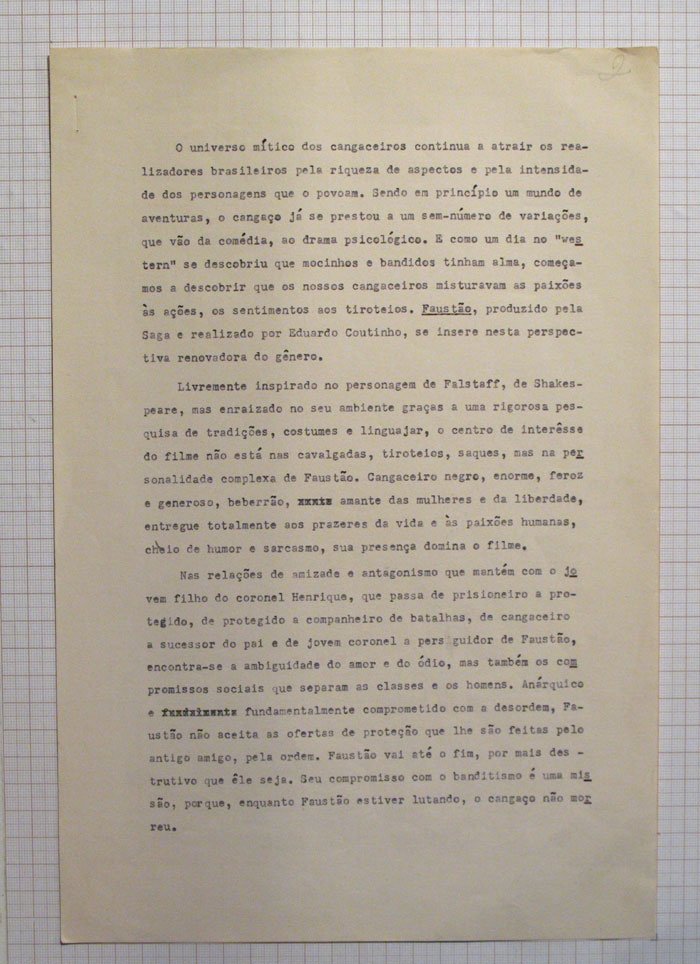 2
O universo mítico dos cangaceiros continua a atrair os rea-
lizadores brasileiros pela riqueza de aspectos e pela intensida-
de dos personagens que o povoam. Sendo em princípio um mundo de
aventuras, o cangaço já se prestou a um sem-número de variações,
que vão da comédia, ao drama psicológico. E como um dia no "wes
tern" se descobriu que mocinhos e bandidos tinham alma, começa-
mos a descobrir que os nossos cangaceiros misturavam as paixões
às ações, os sentimentos aos tiroteios. Faustão, produzido pela
Saga e realizado por Eduardo Coutinho, se insere nesta perspec-
tiva renovadora do gênero.
Livremente inspirado no personagem de Falstaff, de Shakes-
peare, mas enraizado no seu ambiente graças a uma rigorosa pes-
quisa de tradições, costumes e linguajar, o centro de interêsse
do filme não está nas cavalgadas, tiroteios, saques, mas na per
sonalidade complexa de Faustão. Cangaceiro negro, enorme, feroz
e generoso, beberrão, amante das mulheres e da liberdade,
entregue totalmente aos prazeres da vida e às paixões humanas,
cheio de humor e sarcasmo, sua presença domina o filme.
Nas relações de amizade e antagonismo que mantém com o jo
vem filho do coronel Henrique, que passa de prisioneiro a pro-
tegido, de protegido a companheiro de batalhas, de cangaceiro
a sucessor do pai e de jovem coronel a pers guidor de Faustão,
encontra-se a ambiguidade do amor e do ódio, mas também os com
promissos sociais que separam as classes e os homens. Anárquico
e fundamentalmente comprometido com a desordem, Fa-
ustão não aceita as ofertas de proteção que lhe são feitas pelo
antigo amigo, pela ordem. Faustão vai até o fim, por mais des -
trutivo que êle seja. Seu compromisso com o banditismo é uma mis
são, porque, enquanto Faustão estiver lutando, o cangaço não mor
reu.